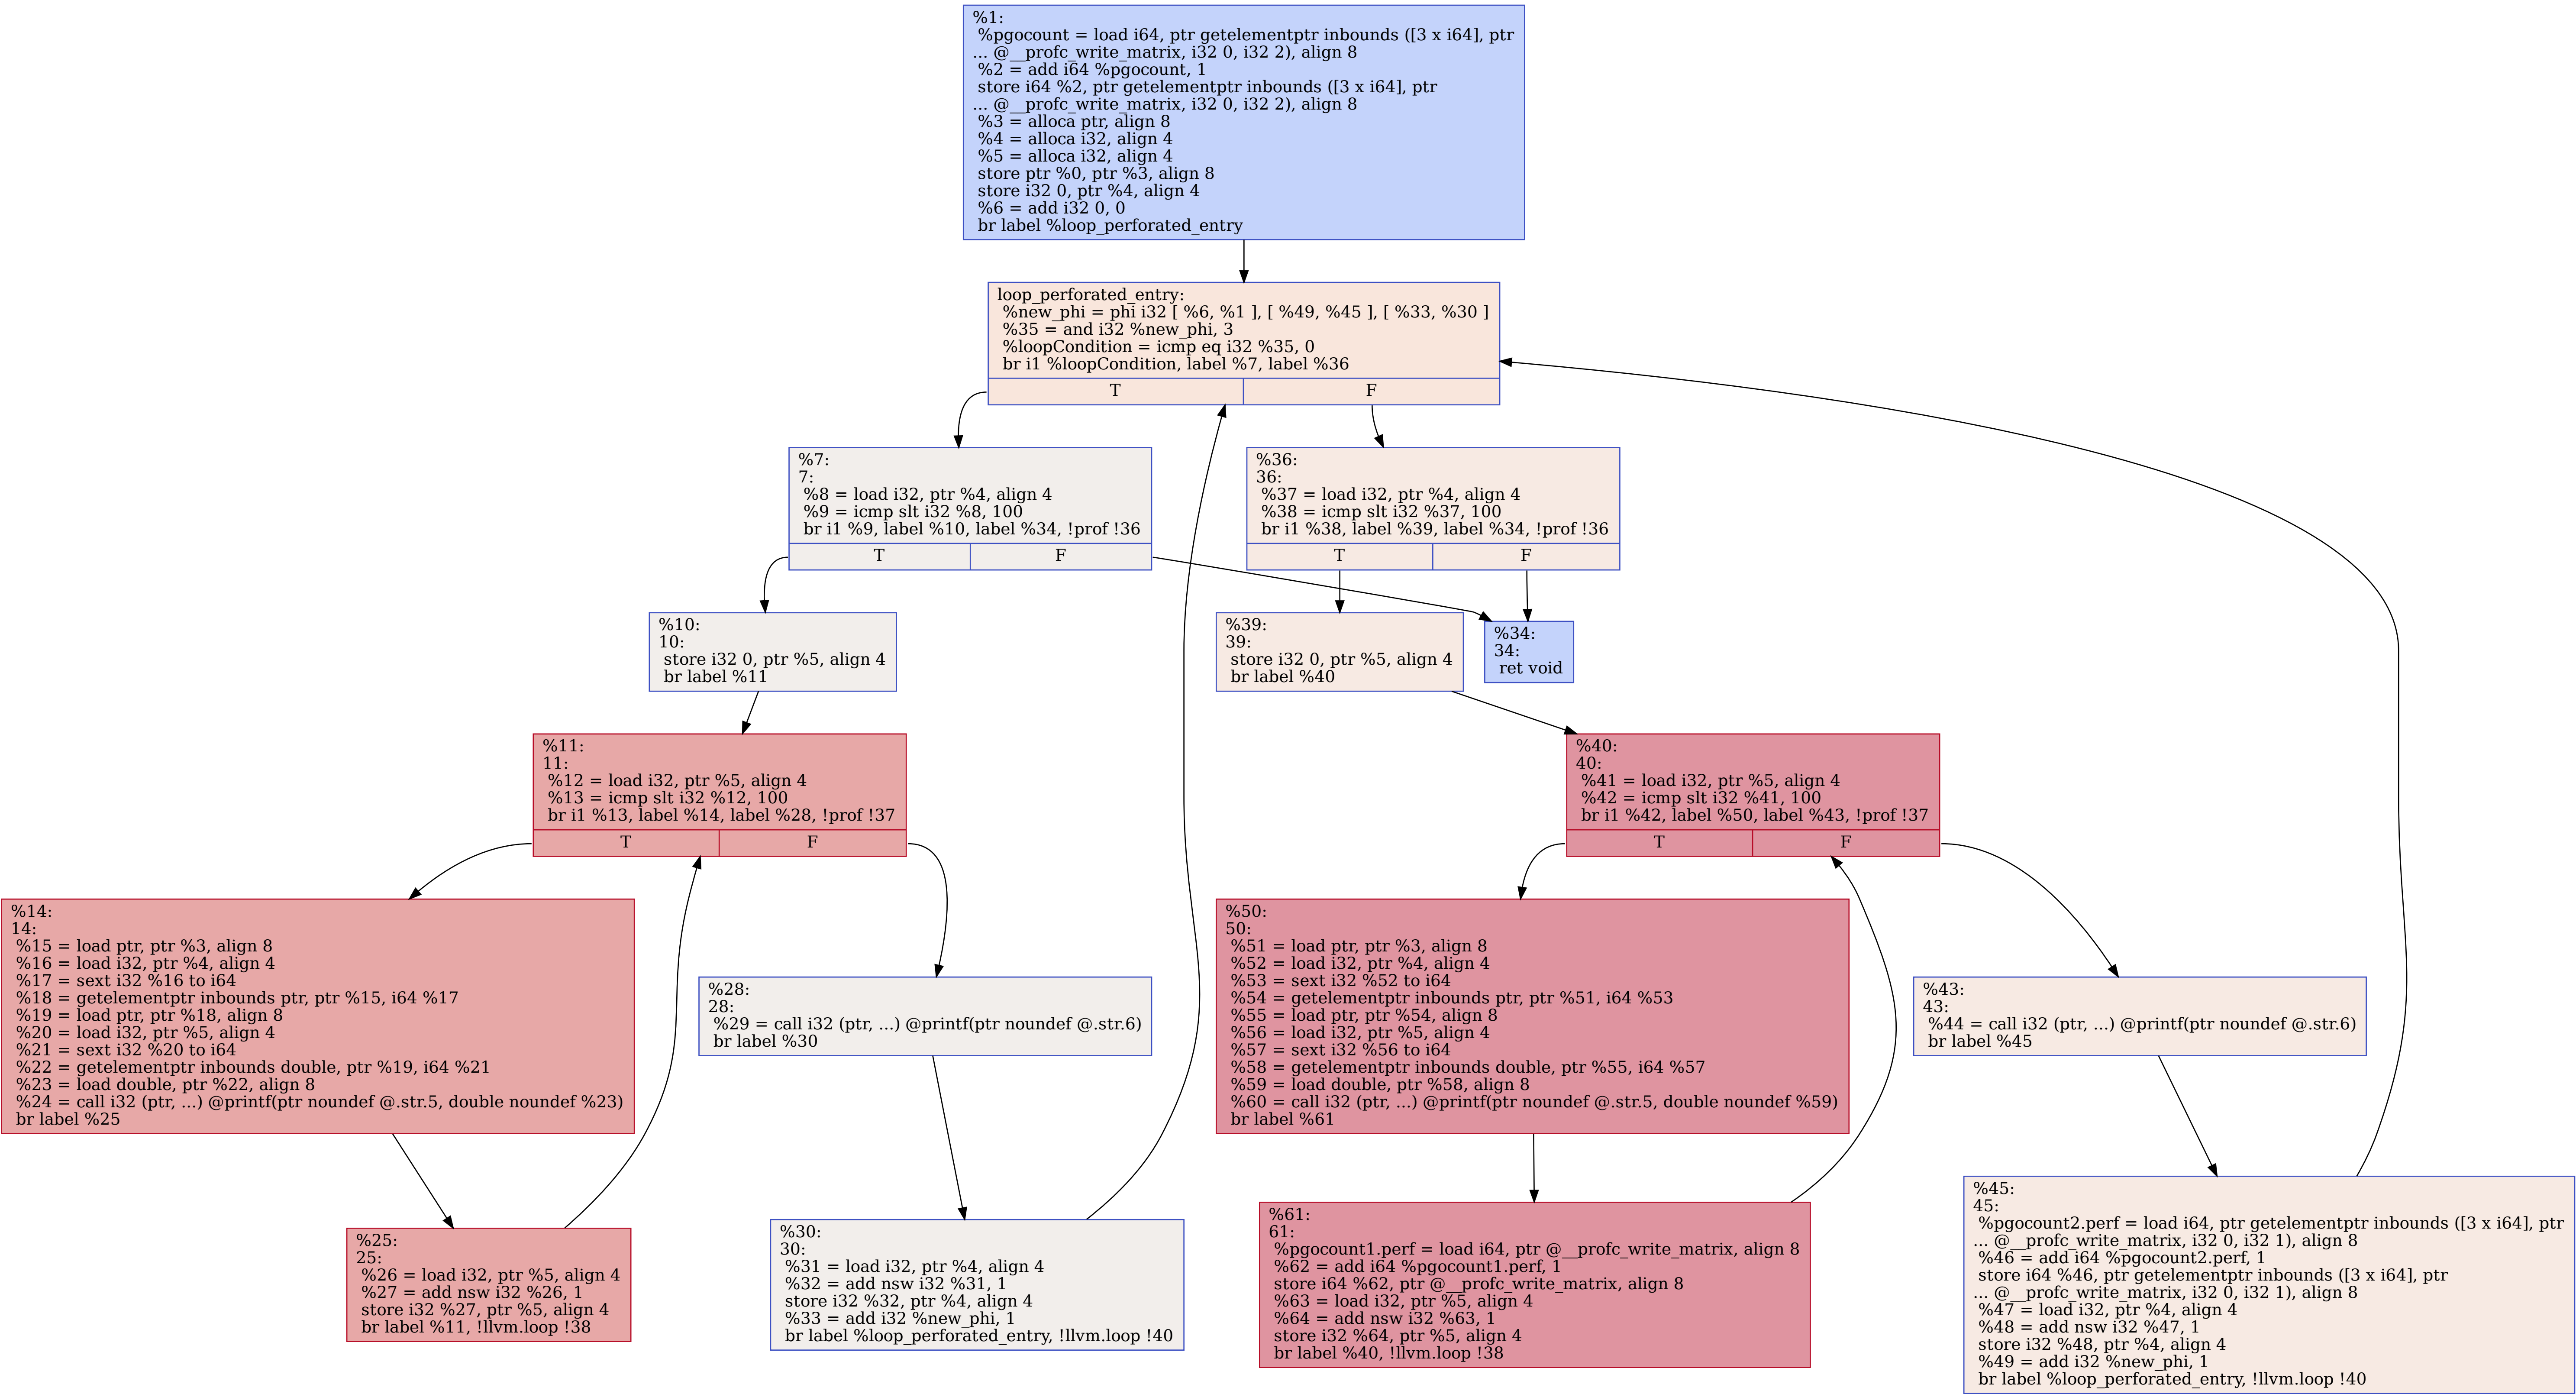 %1:
%pgocount = load i64, ptr getelementptr inbounds ([3 x i64], ptr
... @__profc_write_matrix, i32 0, i32 2), align 8
%2 = add i64 %pgocount, 1
store i64 %2, ptr getelementptr inbounds ([3 x i64], ptr
... @__profc_write_matrix, i32 0, i32 2), align 8
%3 = alloca ptr, align 8
%4 = alloca i32, align 4
%5 = alloca i32, align 4
store ptr %0, ptr %3, align 8
store i32 0, ptr %4, align 4
%6 = add i32 0, 0
br label %loop_perforated_entry
loop_perforated_entry:
%new_phi = phi i32 [ %6, %1 ], [ %49, %45 ], [ %33, %30 ]
%35 = and i32 %new_phi, 3
%loopCondition = icmp eq i32 %35, 0
br i1 %loopCondition, label %7, label %36
T
F
%7:
7:
%8 = load i32, ptr %4, align 4
%9 = icmp slt i32 %8, 100
br i1 %9, label %10, label %34, !prof !36
T
F
%36:
36:
%37 = load i32, ptr %4, align 4
%38 = icmp slt i32 %37, 100
br i1 %38, label %39, label %34, !prof !36
T
F
%10:
10:
store i32 0, ptr %5, align 4
br label %11
%39:
39:
store i32 0, ptr %5, align 4
br label %40
%34:
34:
ret void
%11:
11:
%12 = load i32, ptr %5, align 4
%13 = icmp slt i32 %12, 100
br i1 %13, label %14, label %28, !prof !37
T
F
%40:
40:
%41 = load i32, ptr %5, align 4
%42 = icmp slt i32 %41, 100
br i1 %42, label %50, label %43, !prof !37
T
F
%14:
14:
%15 = load ptr, ptr %3, align 8
%16 = load i32, ptr %4, align 4
%17 = sext i32 %16 to i64
%18 = getelementptr inbounds ptr, ptr %15, i64 %17
%19 = load ptr, ptr %18, align 8
%20 = load i32, ptr %5, align 4
%21 = sext i32 %20 to i64
%22 = getelementptr inbounds double, ptr %19, i64 %21
%23 = load double, ptr %22, align 8
%24 = call i32 (ptr, ...) @printf(ptr noundef @.str.5, double noundef %23)
br label %25
%28:
28:
%29 = call i32 (ptr, ...) @printf(ptr noundef @.str.6)
br label %30
%50:
50:
%51 = load ptr, ptr %3, align 8
%52 = load i32, ptr %4, align 4
%53 = sext i32 %52 to i64
%54 = getelementptr inbounds ptr, ptr %51, i64 %53
%55 = load ptr, ptr %54, align 8
%56 = load i32, ptr %5, align 4
%57 = sext i32 %56 to i64
%58 = getelementptr inbounds double, ptr %55, i64 %57
%59 = load double, ptr %58, align 8
%60 = call i32 (ptr, ...) @printf(ptr noundef @.str.5, double noundef %59)
br label %61
%43:
43:
%44 = call i32 (ptr, ...) @printf(ptr noundef @.str.6)
br label %45
%25:
25:
%26 = load i32, ptr %5, align 4
%27 = add nsw i32 %26, 1
store i32 %27, ptr %5, align 4
br label %11, !llvm.loop !38
%30:
30:
%31 = load i32, ptr %4, align 4
%32 = add nsw i32 %31, 1
store i32 %32, ptr %4, align 4
%33 = add i32 %new_phi, 1
br label %loop_perforated_entry, !llvm.loop !40
%61:
61:
%pgocount1.perf = load i64, ptr @__profc_write_matrix, align 8
%62 = add i64 %pgocount1.perf, 1
store i64 %62, ptr @__profc_write_matrix, align 8
%63 = load i32, ptr %5, align 4
%64 = add nsw i32 %63, 1
store i32 %64, ptr %5, align 4
br label %40, !llvm.loop !38
%45:
45:
%pgocount2.perf = load i64, ptr getelementptr inbounds ([3 x i64], ptr
... @__profc_write_matrix, i32 0, i32 1), align 8
%46 = add i64 %pgocount2.perf, 1
store i64 %46, ptr getelementptr inbounds ([3 x i64], ptr
... @__profc_write_matrix, i32 0, i32 1), align 8
%47 = load i32, ptr %4, align 4
%48 = add nsw i32 %47, 1
store i32 %48, ptr %4, align 4
%49 = add i32 %new_phi, 1
br label %loop_perforated_entry, !llvm.loop !40